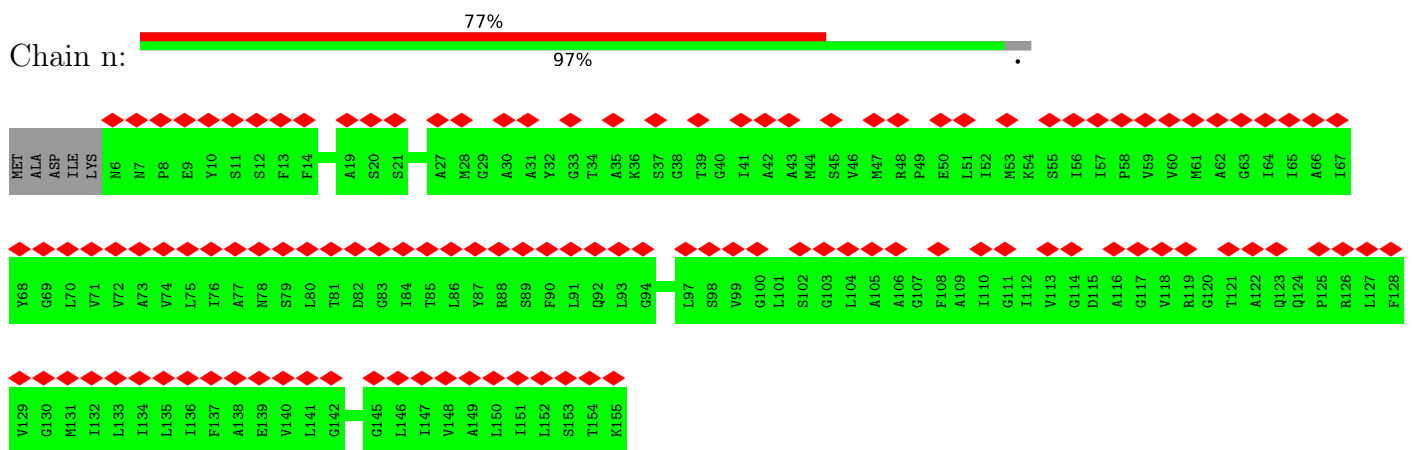 77%
Chain n:
97%
.
MET ALA ASP ILE LYS N6 N7 P8 E9 Y10 S11 S12 F13 F14 A19 S20 S21 A27 M28 G29 A30 A31 Y32 G33 T34 A35 K36 S37 G38 T39 G40 I41 A42 A43 M44 S45 V46 M47 R48 P49 E50 L51 I52 M53 K54 S55 I56 I57 P58 V59 V60 M61 A62 G63 I64 I65 A66 I67
Y68 G69 L70 V71 V72 A73 V74 L75 I76 A77 N78 S79 L80 T81 D82 G83 I84 T85 L86 Y87 R88 S89 F90 L91 Q92 L93 G94 L97 S98 V99 G100 L101 S102 G103 L104 A105 A106 G107 F108 A109 I110 G111 I112 V113 G114 D115 A116 G117 V118 R119 G120 T121 A122 Q123 Q124 P125 R126 L127 F128
V129 G130 M131 I132 L133 I134 L135 I136 F137 A138 E139 V140 L141 G142 G145 L146 I147 V148 A149 L150 I151 L152 S153 T154 K155